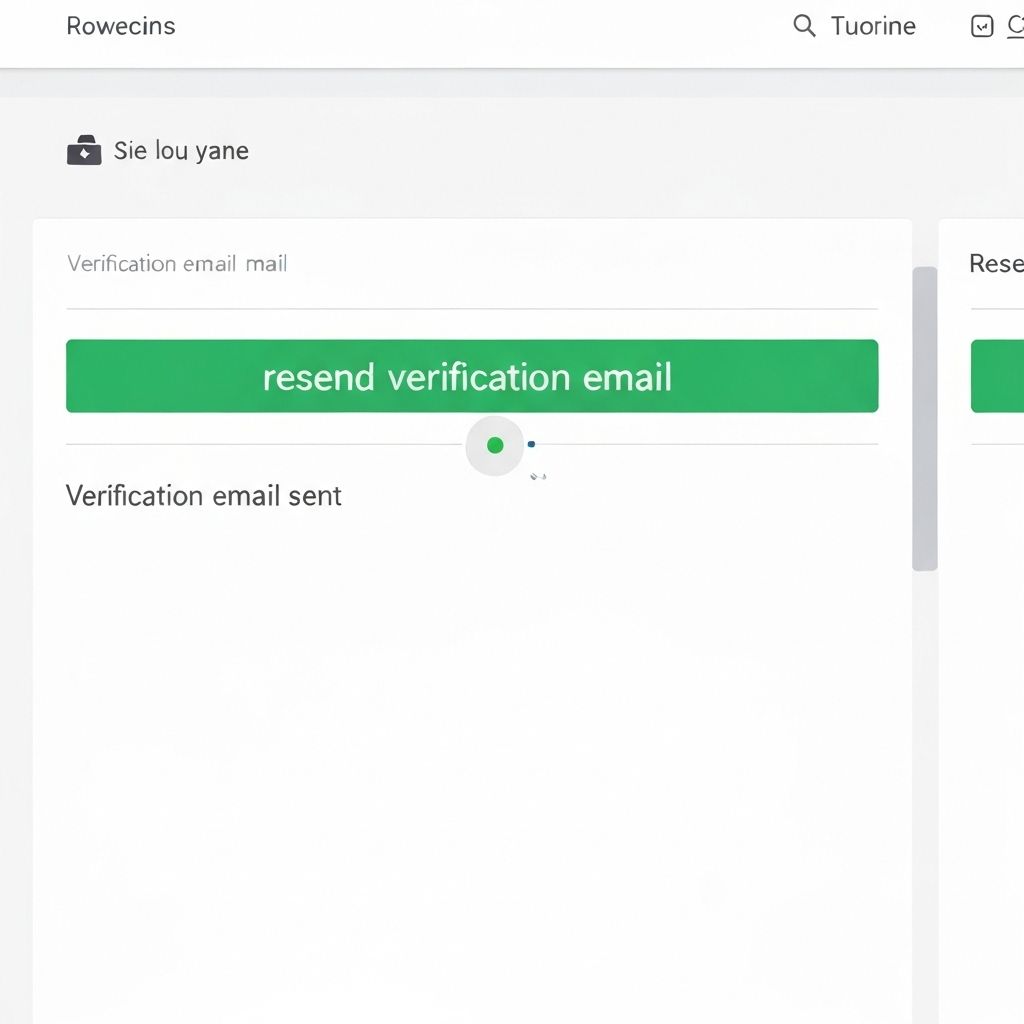 Rowecins
Tuorine
Sie lou yane
Verification email mail
Rese
resend verification email
Verification email sent